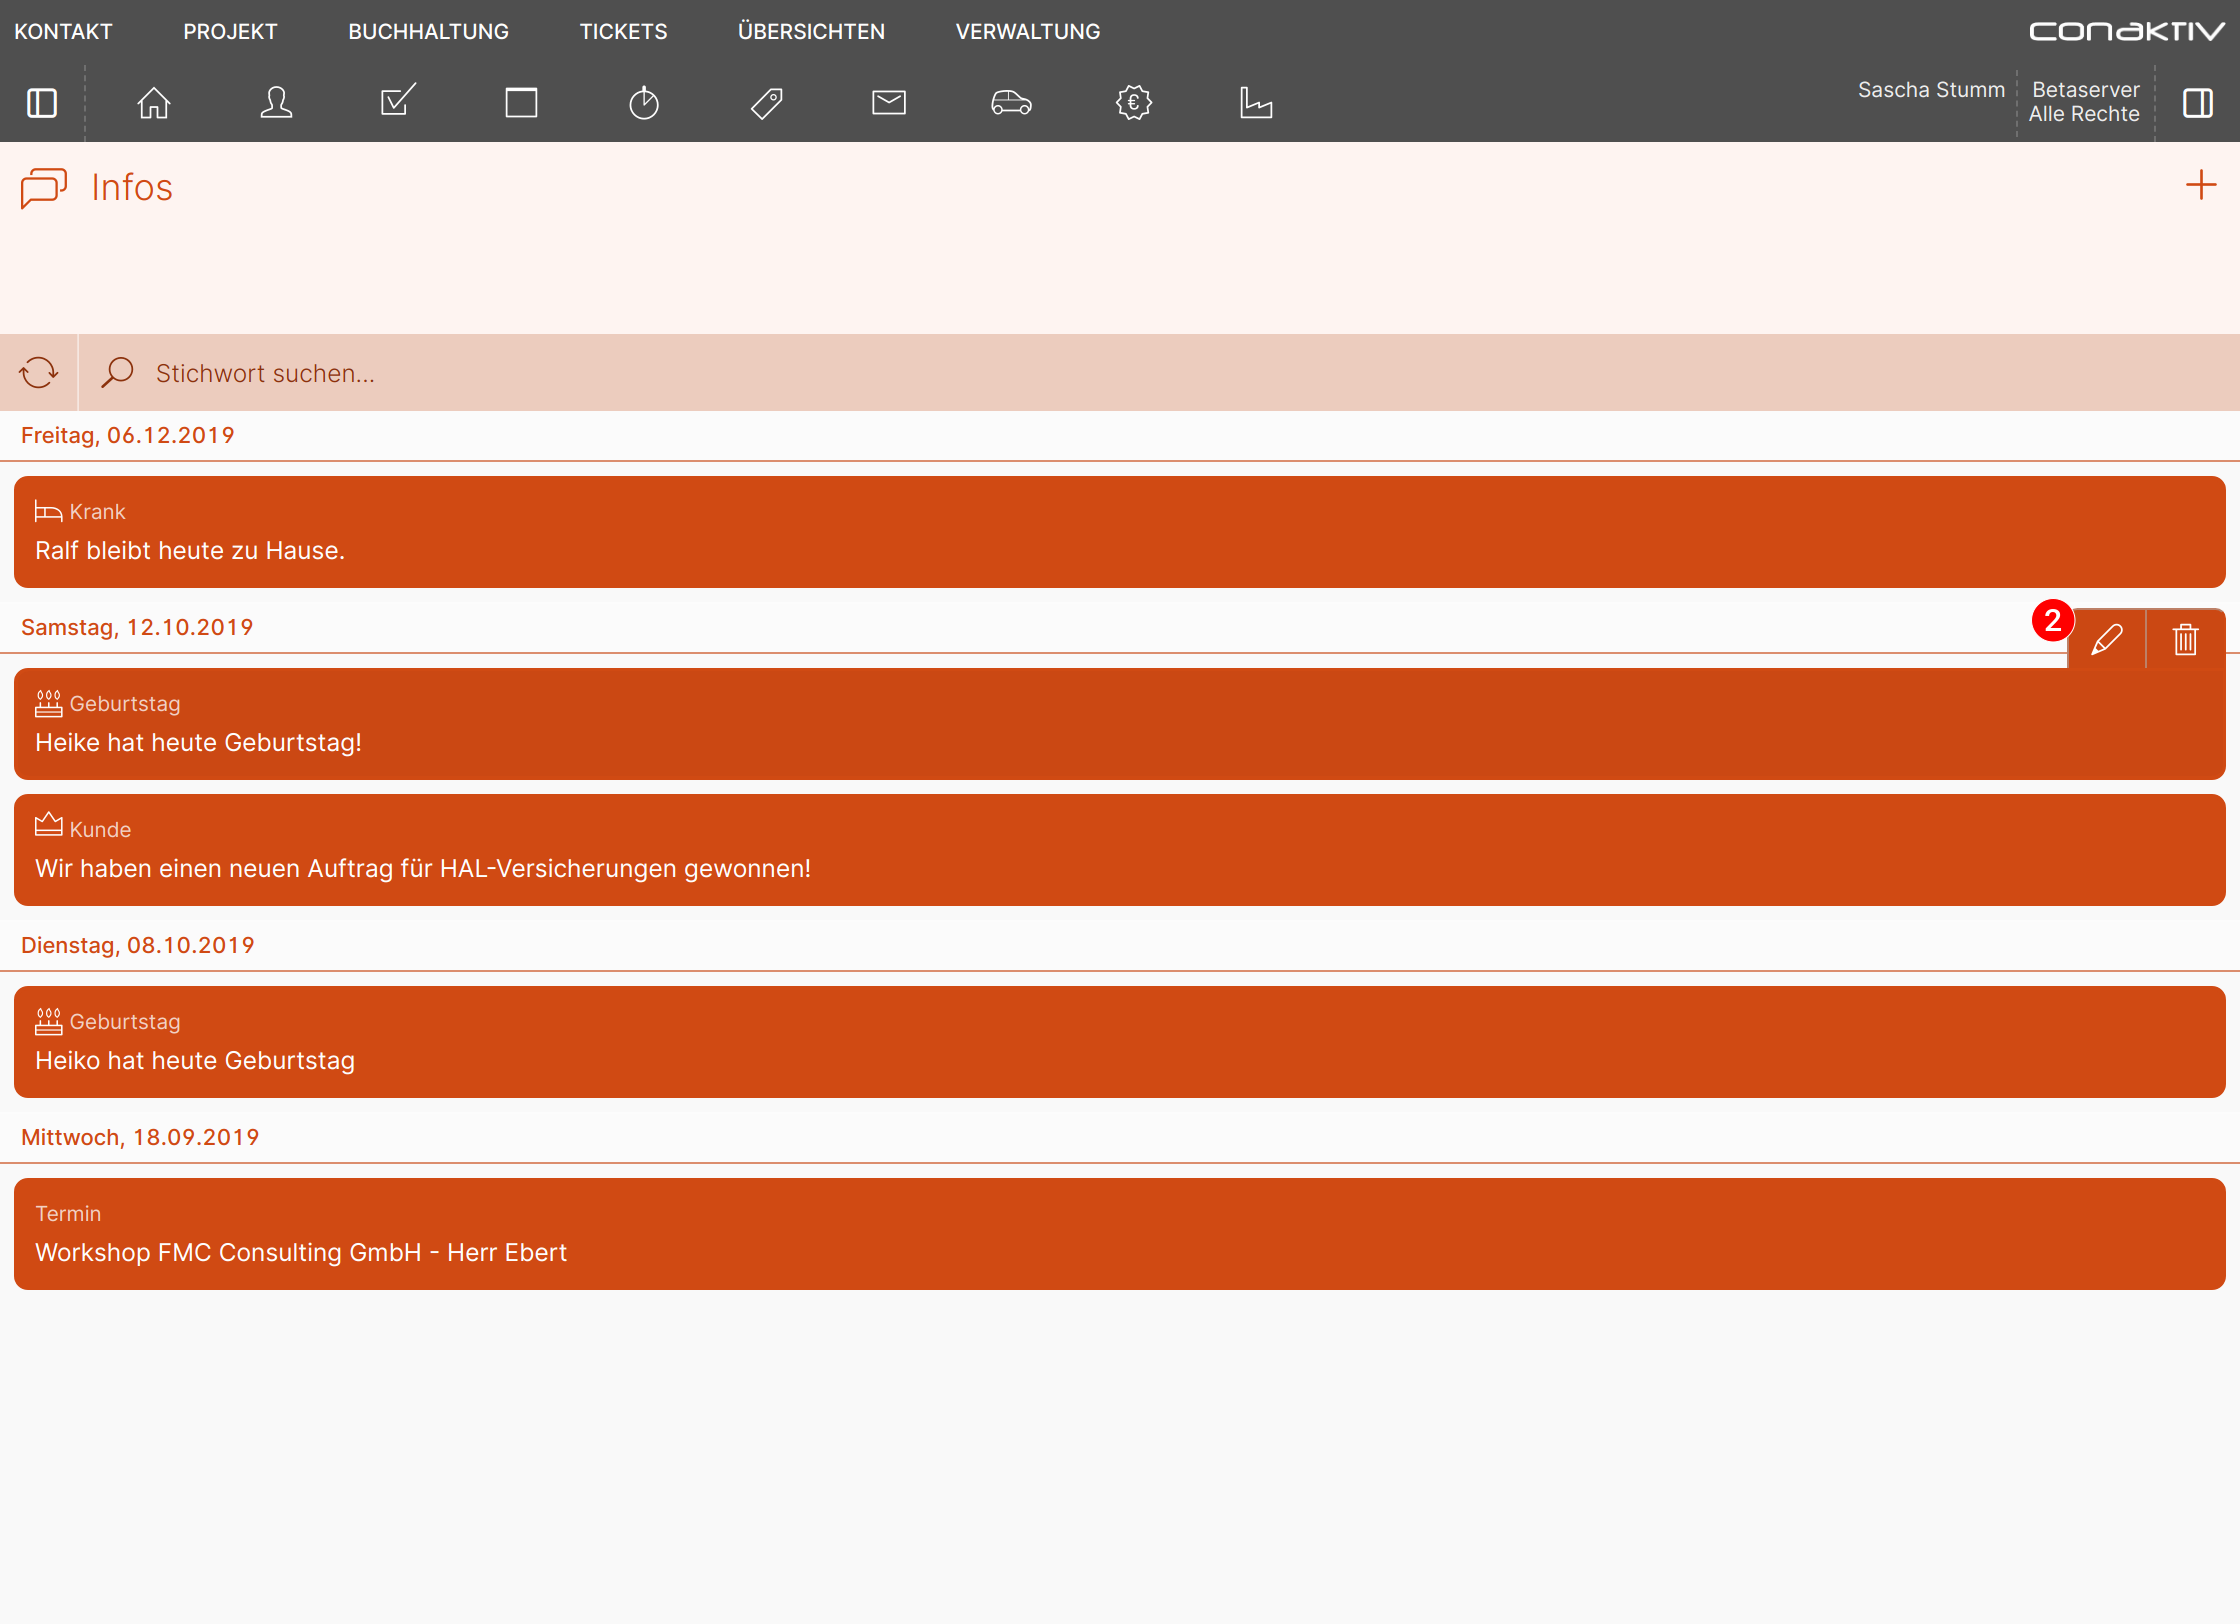 KONTAKT PROJEKT BUCHHALTUNG TICKETS ÜBERSICHTEN VERWALTUNG conaktiv
Sascha Stumm Betaserver
Alle Rechte
Infos
Stichwort suchen...
Freitag, 06.12.2019
Krank
Ralf bleibt heute zu Hause.
Samstag, 12.10.2019
2
Geburtstag
Heike hat heute Geburtstag!
Kunde
Wir haben einen neuen Auftrag für HAL-Versicherungen gewonnen!
Dienstag, 08.10.2019
Geburtstag
Heiko hat heute Geburtstag
Mittwoch, 18.09.2019
Termin
Workshop FMC Consulting GmbH - Herr Ebert